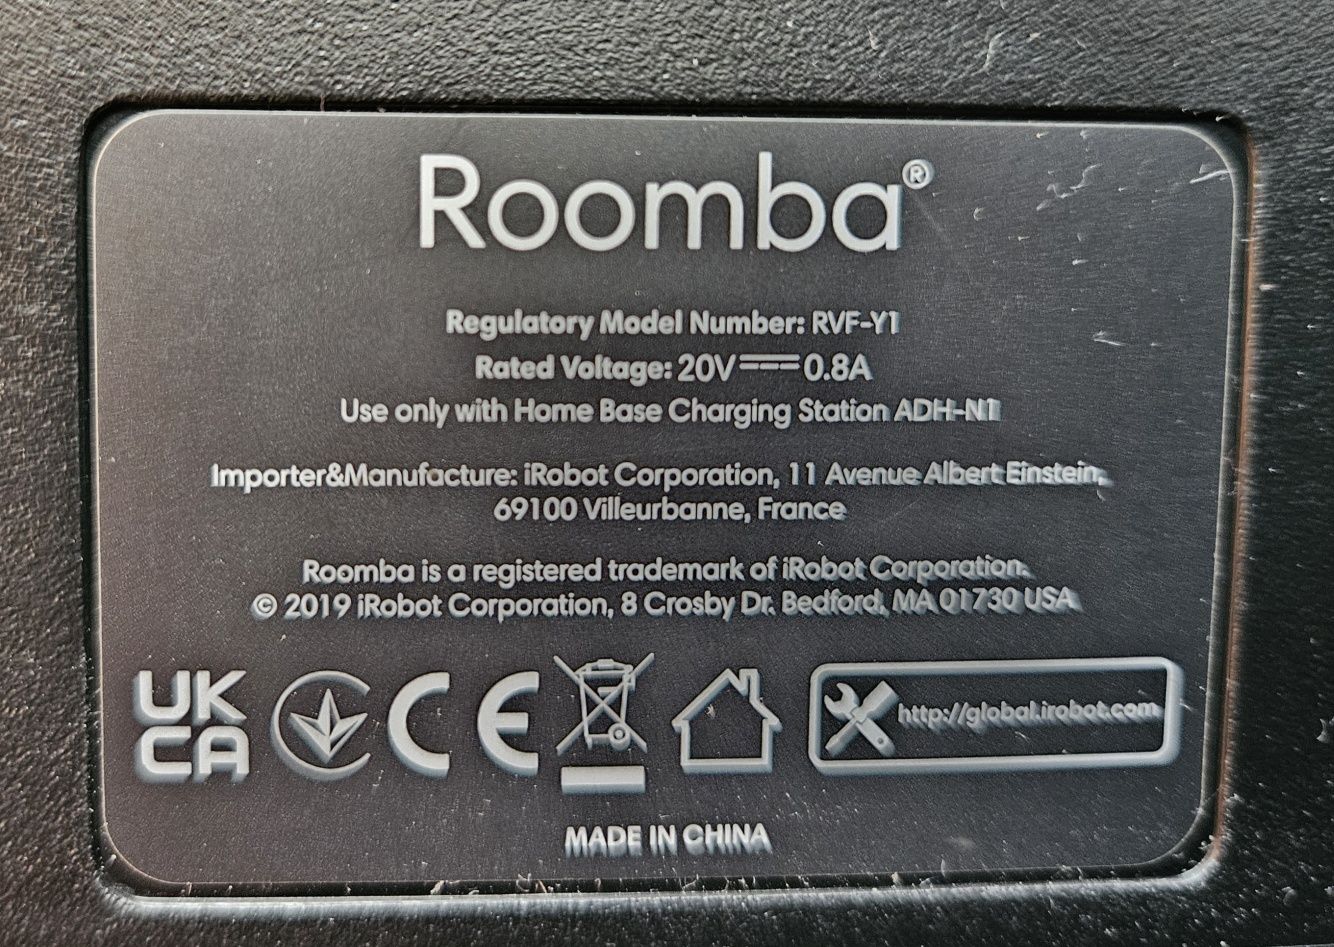 Roomba®
Regulatory Model Number: RVF-Y1
Rated Voltage: 20V⎓0.8A
Use only with Home Base Charging Station ADH-N1
Importer&Manufacture: iRobot Corporation, 11 Avenue Albert Einstein,
69100 Villeurbanne, France
Roomba is a registered trademark of iRobot Corporation.
© 2019 iRobot Corporation, 8 Crosby Dr. Bedford, MA 01730 USA
UK
CA
CE
http://global.irobot.com
MADE IN CHINA